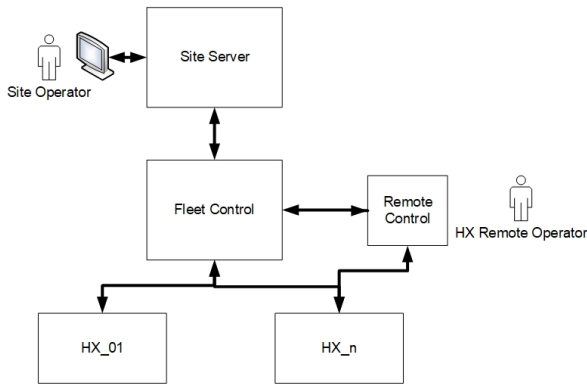 Site Server
Site Operator
Fleet Control
Remote
Control
HX Remote Operator
HX_01
HX_n